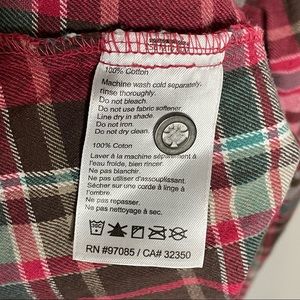 100% Cotton
Machine wash cold separately,
rinse thoroughly.
Do not bleach.
Do not use fabric softener.
Line dry in shade.
Do not iron.
Do not dry clean.
100% Coton
Laver à la machine séparément à
l'eau froide, bien rincer.
Ne pas blanchir.
Ne pas utiliser d'assouplissant.
Sécher sur une corde à linge à
l'ombre.
Ne pas repasser.
Pas nettoyage à sec.
RN #97085 / CA# 32350